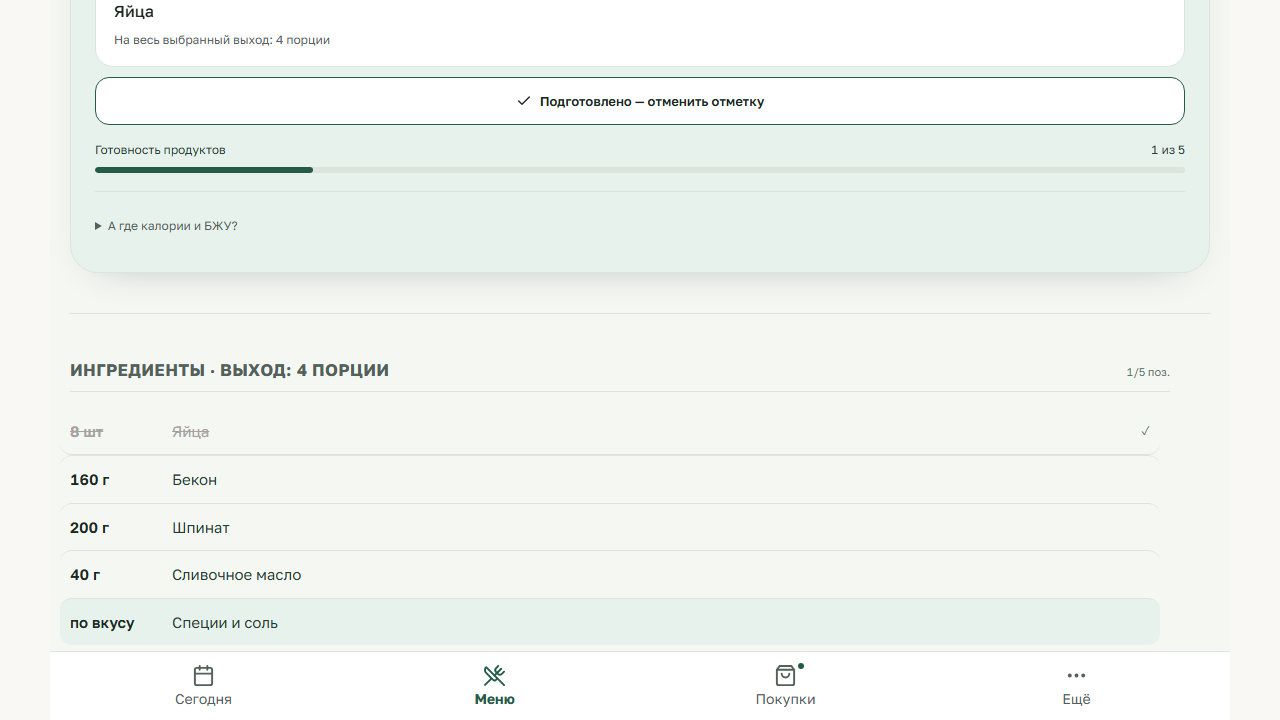 Яйца
На весь выбранный выход: 4 порции
Подготовлено — отменить отметку
Готовность продуктов 1 из 5
А где калории и БЖУ?
ИНГРЕДИЕНТЫ · ВЫХОД: 4 ПОРЦИИ 1/5 поз.
8 шт Яйца ✓
160 г Бекон
200 г Шпинат
40 г Сливочное масло
по вкусу Специи и соль
Сегодня Меню Покупки Ещё